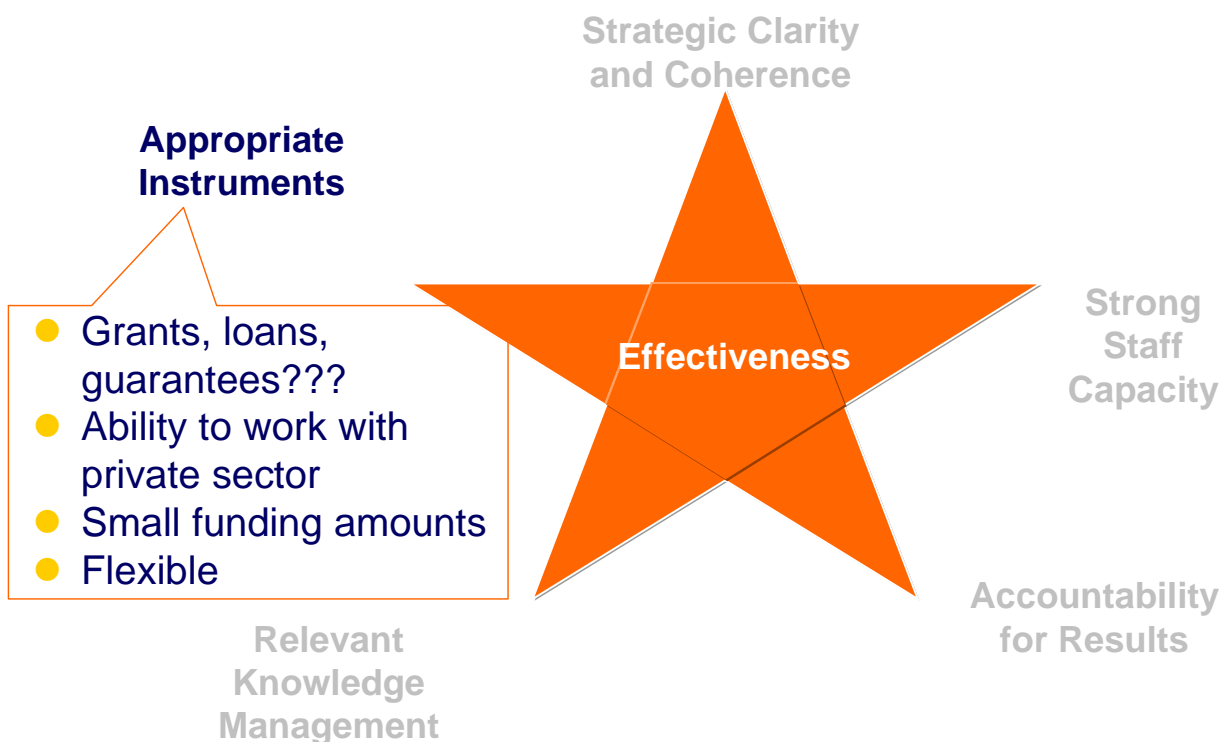 Strategic Clarity
and Coherence
Appropriate
Instruments
Grants, loans,
guarantees???
Ability to work with
private sector
Small funding amounts
Flexible
Effectiveness
Strong
Staff
Capacity
Accountability
for Results
Relevant
Knowledge
Management